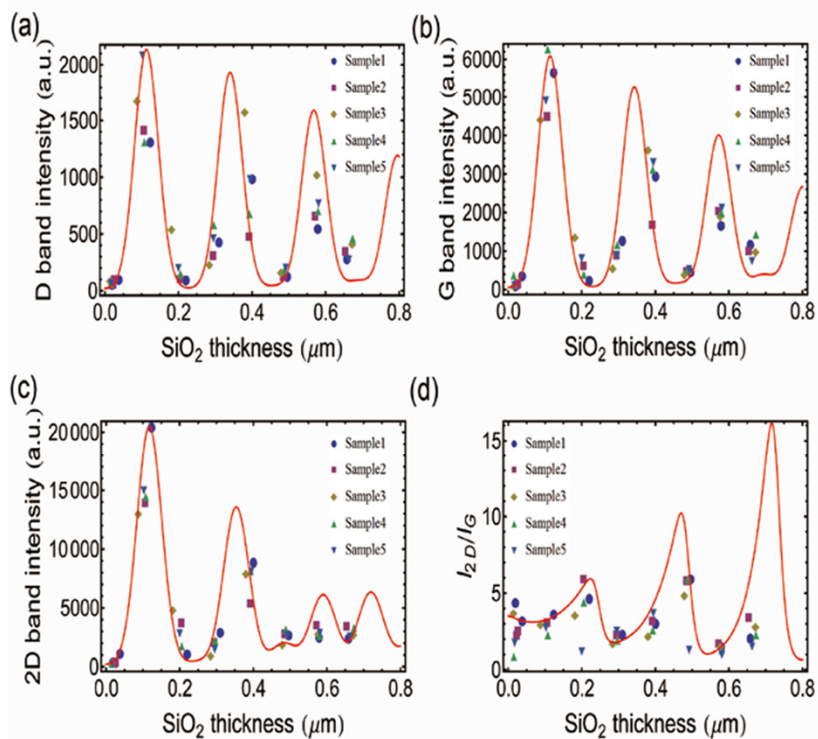 (a)
D band intensity (a.u.)
2000
1500
1000
500
0
Sample1
Sample2
Sample3
Sample4
Sample5
0.0 0.2 0.4 0.6 0.8
SiO₂ thickness (μm)
(b)
G band intensity (a.u.)
6000
5000
4000
3000
2000
1000
0
Sample1
Sample2
Sample3
Sample4
Sample5
0.0 0.2 0.4 0.6 0.8
SiO₂ thickness (μm)
(c)
2D band intensity (a.u.)
20000
15000
10000
5000
0
Sample1
Sample2
Sample3
Sample4
Sample5
0.0 0.2 0.4 0.6 0.8
SiO₂ thickness (μm)
(d)
I₂D/IG
15
10
5
0
Sample1
Sample2
Sample3
Sample4
Sample5
0.0 0.2 0.4 0.6 0.8
SiO₂ thickness (μm)